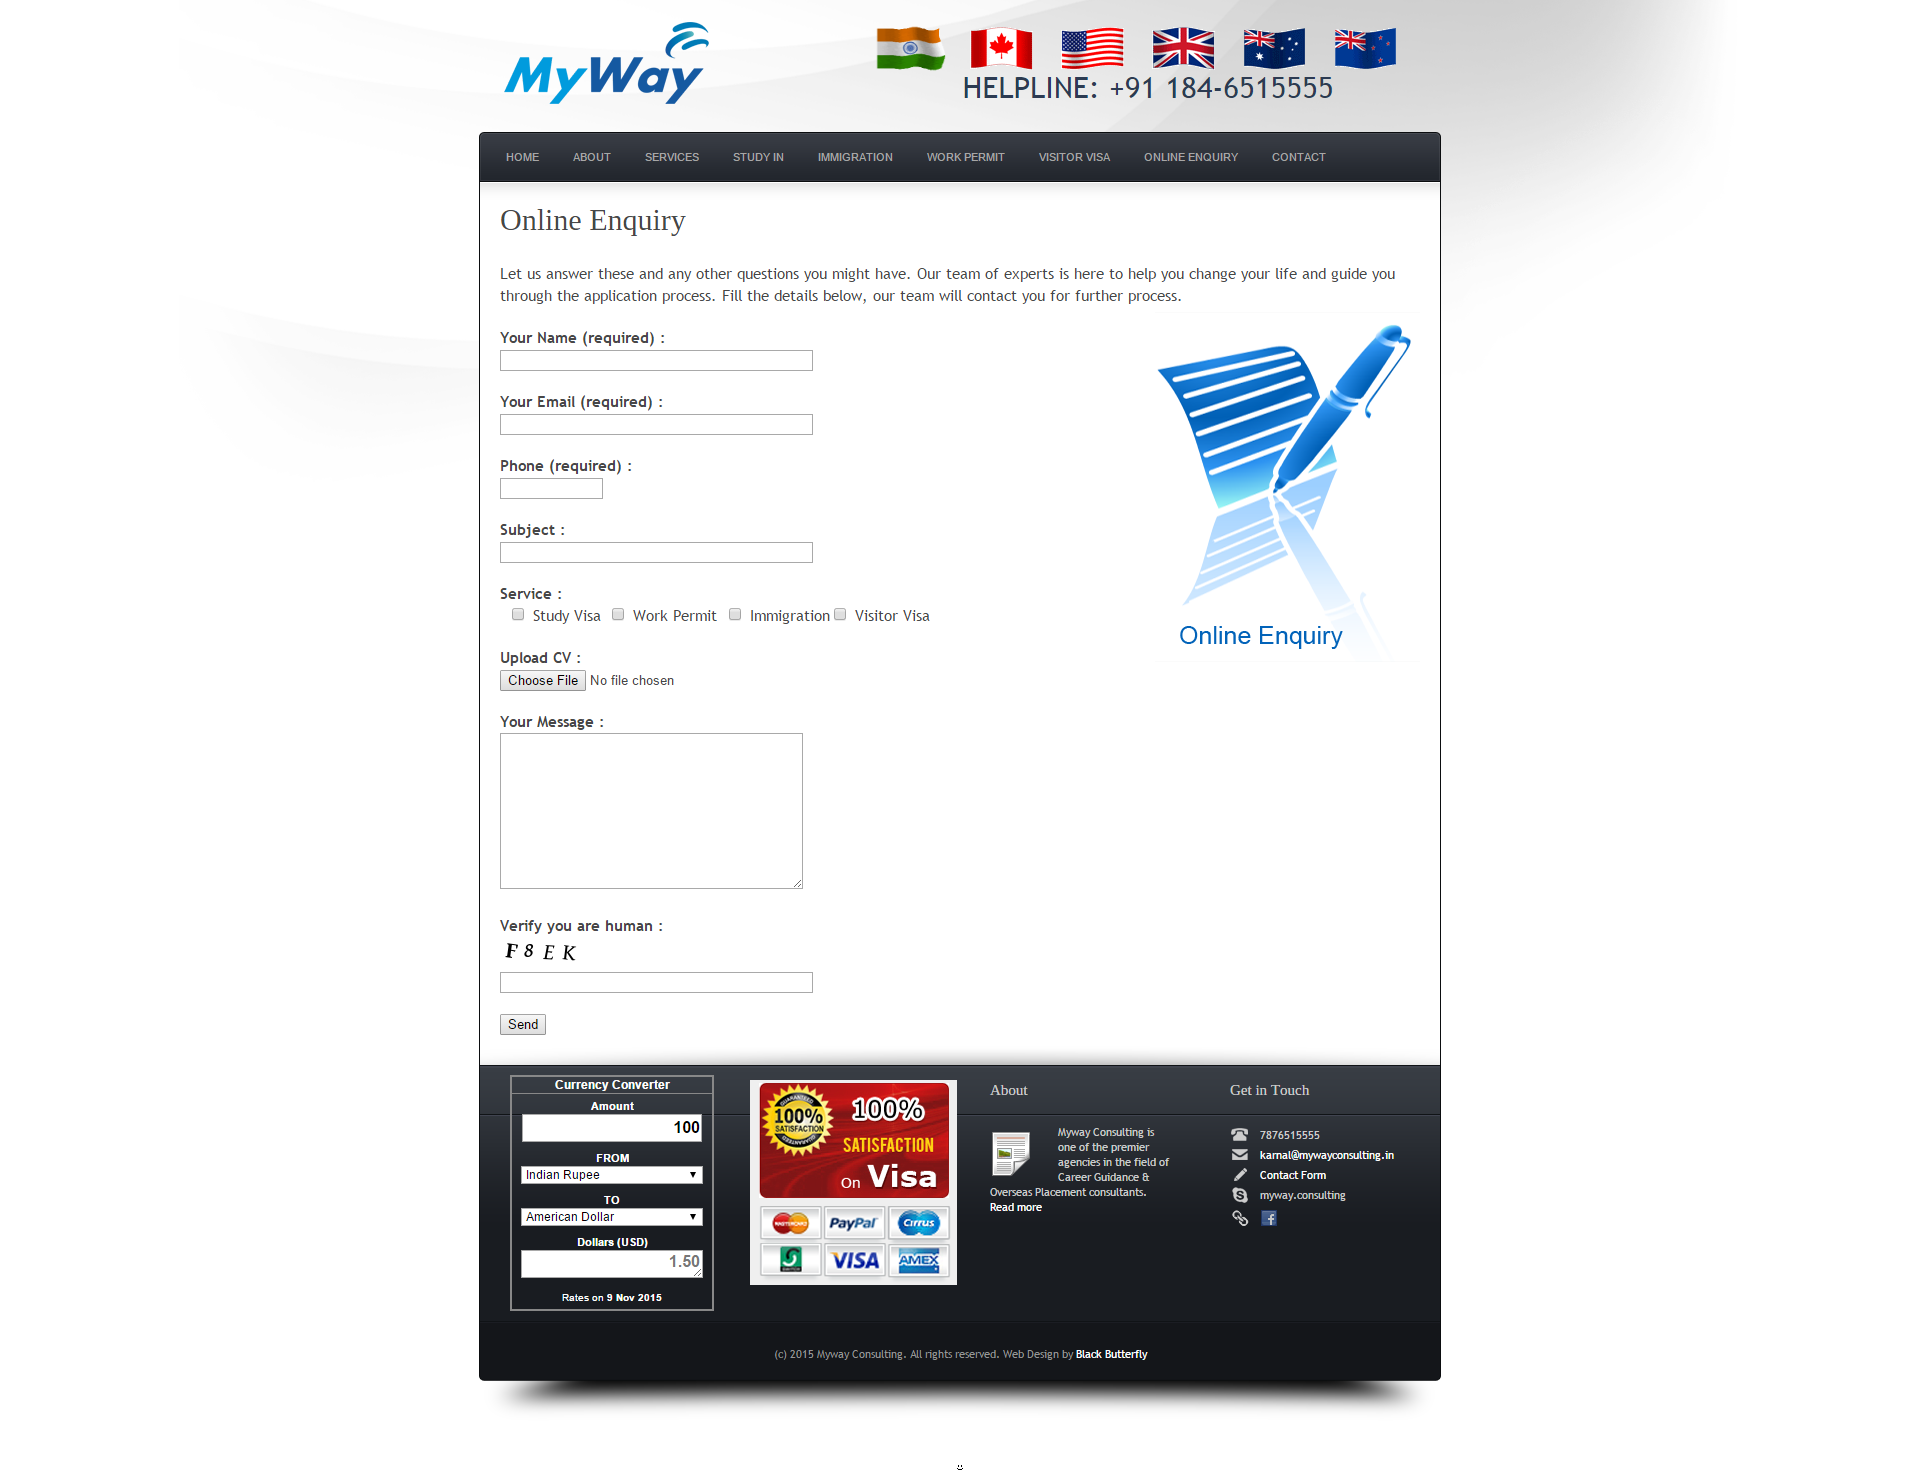 MyWay
HELPLINE: +91 184-6515555
HOME ABOUT SERVICES STUDY IN IMMIGRATION WORK PERMIT VISITOR VISA ONLINE ENQUIRY CONTACT
Online Enquiry
Let us answer these and any other questions you might have. Our team of experts is here to help you change your life and guide you
through the application process. Fill the details below, our team will contact you for further process.
Your Name (required) :
Your Email (required) :
Phone (required) :
Subject :
Service :
Study Visa Work Permit Immigration Visitor Visa
Online Enquiry
Upload CV :
Choose File No file chosen
Your Message :
Verify you are human :
F 8 E K
Send
Currency Converter
Amount
100
FROM
Indian Rupee
TO
American Dollar
Dollars (USD)
1.50
Rates on 9 Nov 2015
GUARANTEED
100%
SATISFACTION
GUARANTEED
100%
SATISFACTION
On Visa
MASTERCARD PayPal Cirrus
VISA AMEX
About
Myway Consulting is
one of the premier
agencies in the field of
Career Guidance &
Overseas Placement consultants.
Read more
Get in Touch
7876515555
karnal@mywayconsulting.in
Contact Form
myway.consulting
(c) 2015 Myway Consulting. All rights reserved. Web Design by Black Butterfly